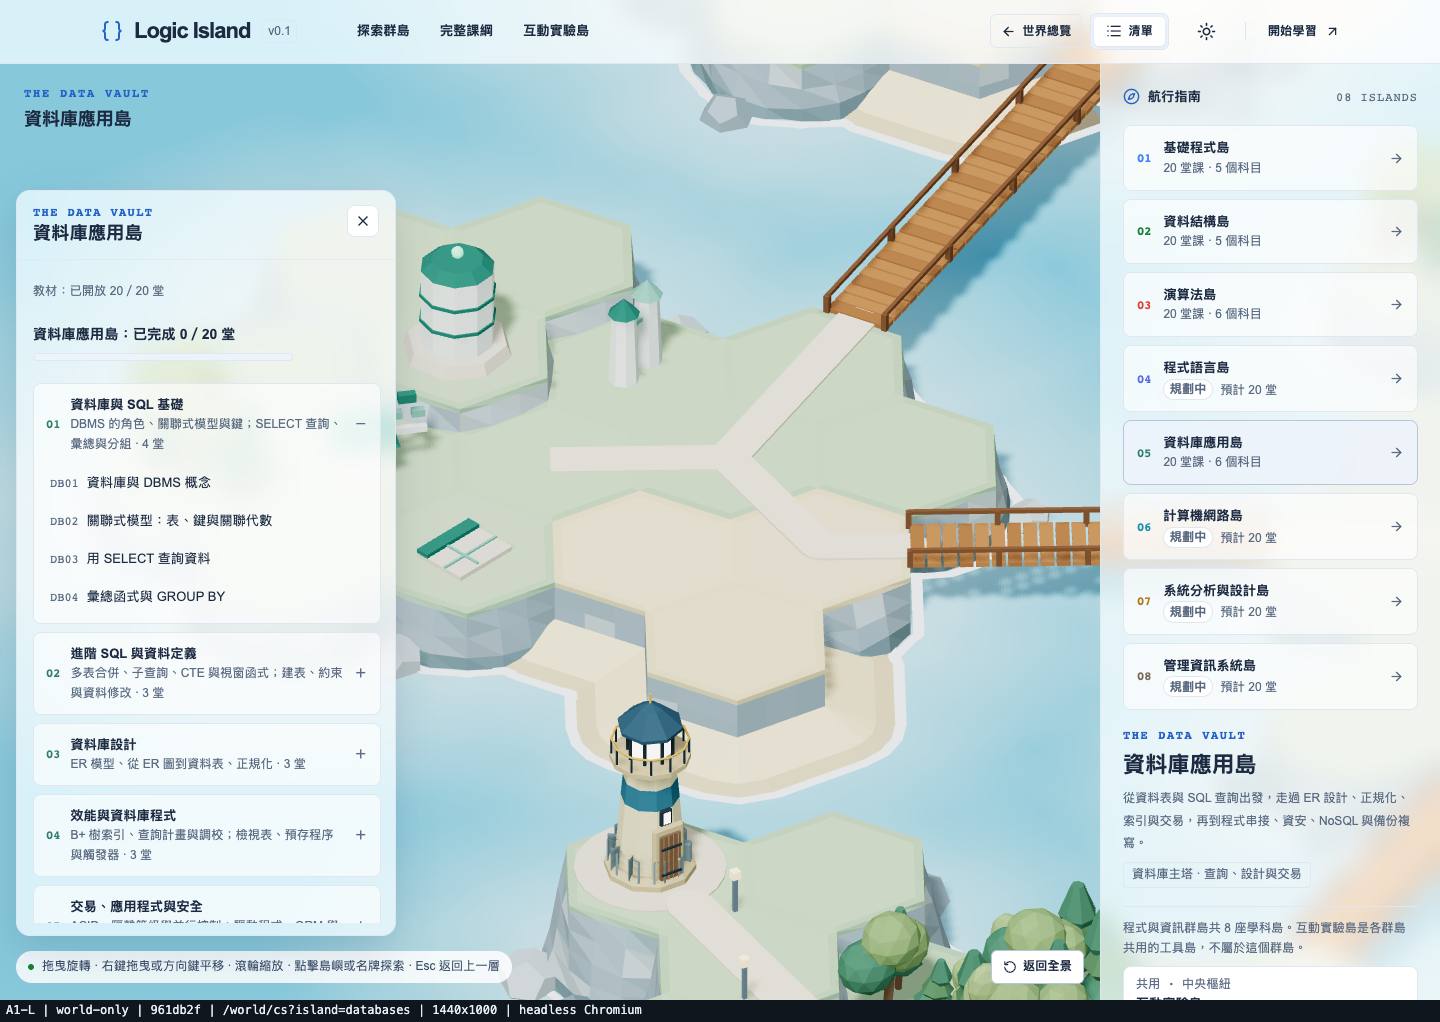 { } Logic Island v0.1 探索群島 完整課綱 互動實驗島 世界總覽 清單 開始學習
THE DATA VAULT
資料庫應用島
THE DATA VAULT
資料庫應用島
教材：已開放 20 / 20 堂
資料庫應用島：已完成 0 / 20 堂
資料庫與 SQL 基礎
01 DBMS 的角色、關聯式模型與鍵；SELECT 查詢、
彙總與分組 · 4 堂
DB01 資料庫與 DBMS 概念
DB02 關聯式模型：表、鍵與關聯代數
DB03 用 SELECT 查詢資料
DB04 彙總函式與 GROUP BY
進階 SQL 與資料定義
02 多表合併、子查詢、CTE 與視窗函式；建表、約束
與資料修改 · 3 堂
資料庫設計
03 ER 模型、從 ER 圖到資料表、正規化 · 3 堂
效能與資料庫程式
04 B+ 樹索引、查詢計畫與調校；檢視表、預存程序
與觸發器 · 3 堂
交易、應用程式與安全
拖曳旋轉 · 右鍵拖曳或方向鍵平移 · 滾輪縮放 · 點擊島嶼或名牌探索 · Esc 返回上一層
返回全景
航行指南 08 ISLANDS
01 基礎程式島
20 堂課 · 5 個科目
02 資料結構島
20 堂課 · 5 個科目
03 演算法島
20 堂課 · 6 個科目
04 程式語言島
規劃中 預計 20 堂
05 資料庫應用島
20 堂課 · 6 個科目
06 計算機網路島
規劃中 預計 20 堂
07 系統分析與設計島
規劃中 預計 20 堂
08 管理資訊系統島
規劃中 預計 20 堂
THE DATA VAULT
資料庫應用島
從資料表與 SQL 查詢出發，走過 ER 設計、正規化、
索引與交易，再到程式串接、資安、NoSQL 與備份複
寫。
資料庫主塔 · 查詢、設計與交易
程式與資訊群島共 8 座學科島。互動實驗島是各群島
共用的工具島，不屬於這個群島。
共用 · 中央樞紐
A1-L | world-only | 961db2f | /world/cs?island=databases | 1440x1000 | headless Chromium